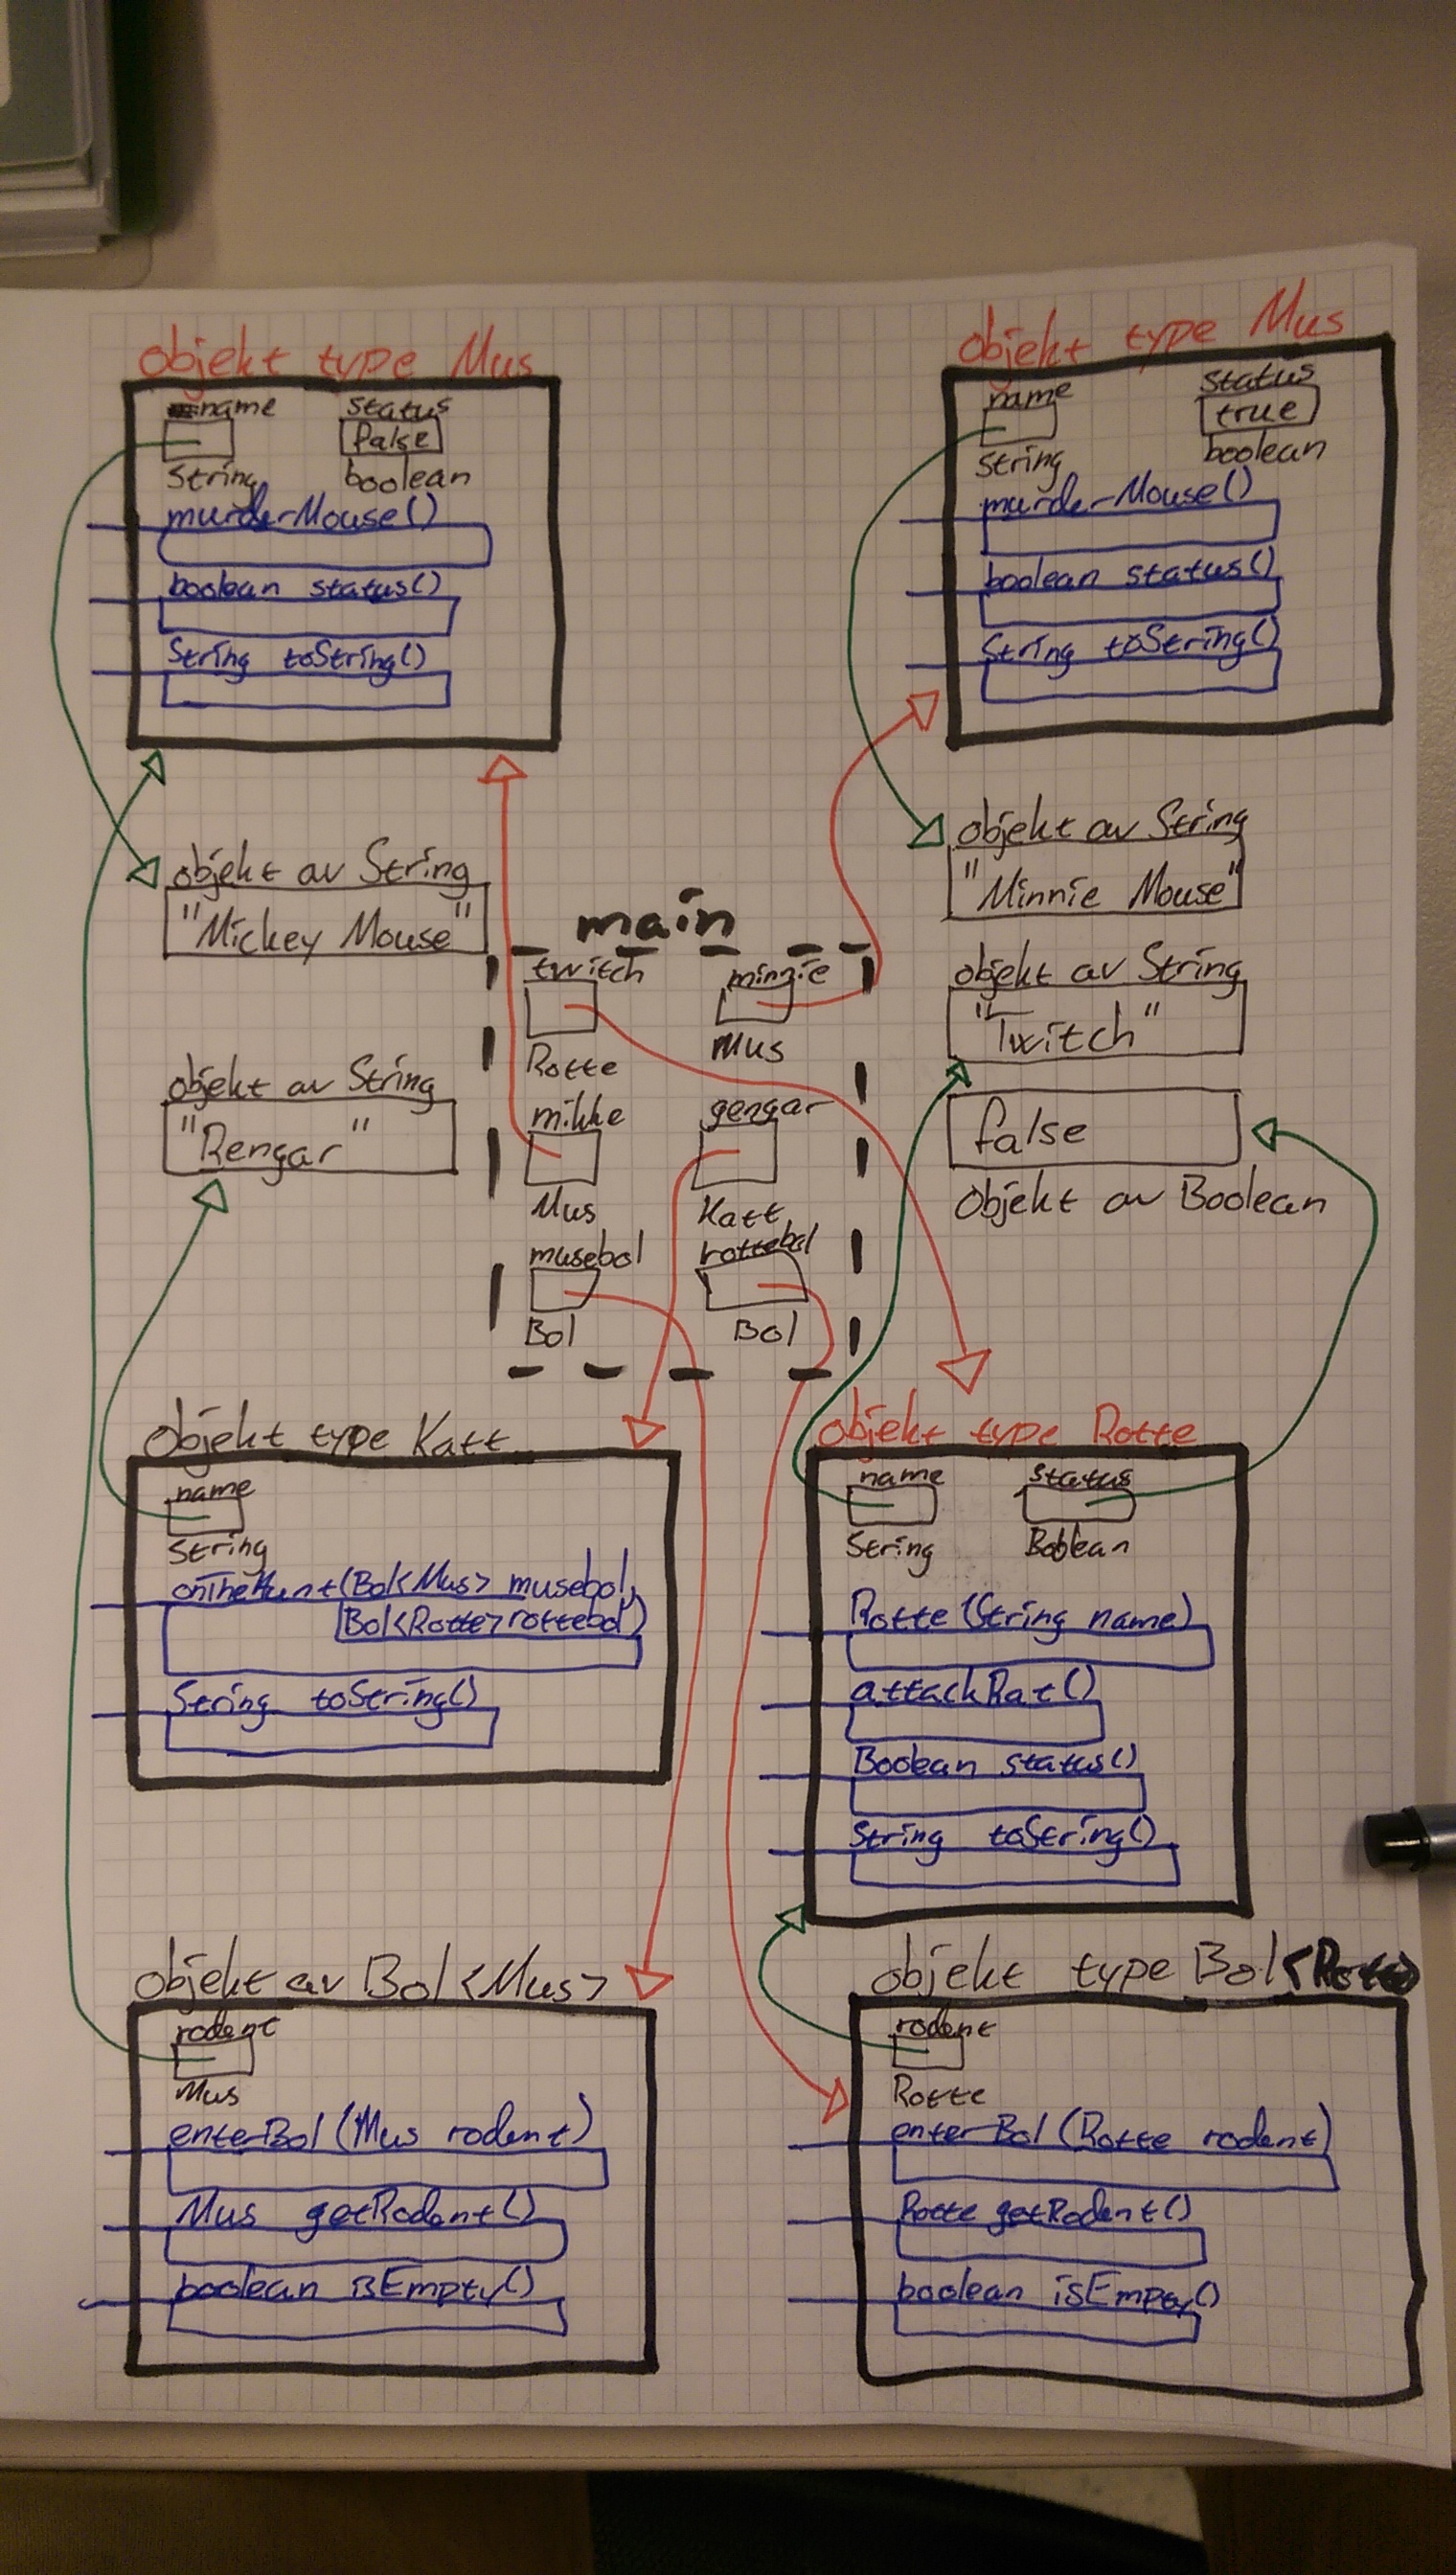 objekt type Mus
name status
false
String boolean
murderMouse()
boolean status()
String toString()
objekt type Mus
name status
true
String boolean
murderMouse()
boolean status()
String toString()
objekt av String
"Mickey Mouse"
objekt av String
"Rengar"
main
twitch
Rotte Mus
mikke gengar
Mus Katt
musebol rottebol
Bol Bol
objekt av String
"Minnie Mouse"
objekt av String
"Twitch"
false
objekt av Boolean
objekt type Katt
name
String
onTheHunt(Bol<Mus> musebol,
Bol<Rotte> rottebol)
String toString()
objekt type Rotte
name status
String Boolean
Rotte (String name)
attackRat()
Boolean status()
String toString()
objekt av Bol<Mus>
rodent
Mus
enterBol(Mus rodent)
Mus getRodent()
boolean isEmpty()
objekt type Bol<Rotte>
rodent
Rotte
enterBol(Rotte rodent)
Rotte getRodent()
boolean isEmpty()